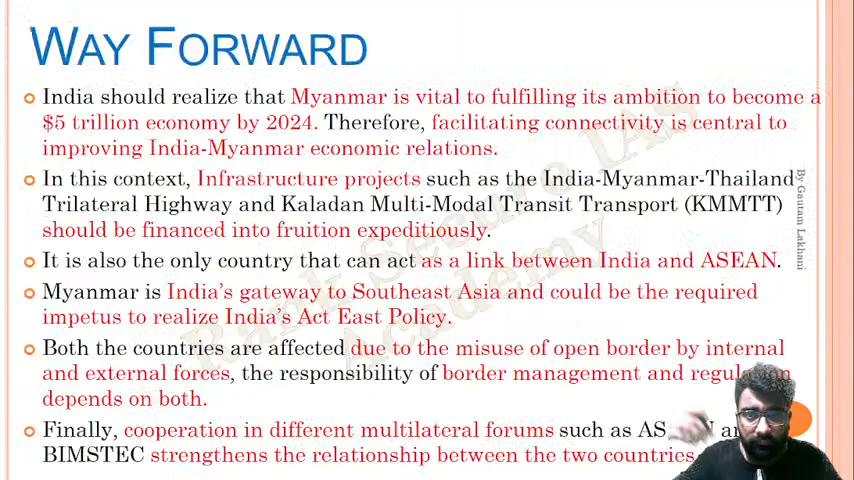 WAY FORWARD
India should realize that Myanmar is vital to fulfilling its ambition to become a
$5 trillion economy by 2024. Therefore, facilitating connectivity is central to
improving India-Myanmar economic relations.
In this context, Infrastructure projects such as the India-Myanmar-Thailand
Trilateral Highway and Kaladan Multi-Modal Transit Transport (KMMTT)
should be financed into fruition expeditiously.
It is also the only country that can act as a link between India and ASEAN.
Myanmar is India's gateway to Southeast Asia and could be the required
impetus to realize India's Act East Policy.
Both the countries are affected due to the misuse of open border by internal
and external forces, the responsibility of border management and
depends on both.
Finally, cooperation in different multilateral forums such as
BIMSTEC strengthens the relationship between the two countries.
By Gautam Lakhani
Rank Secure IAS
Academy